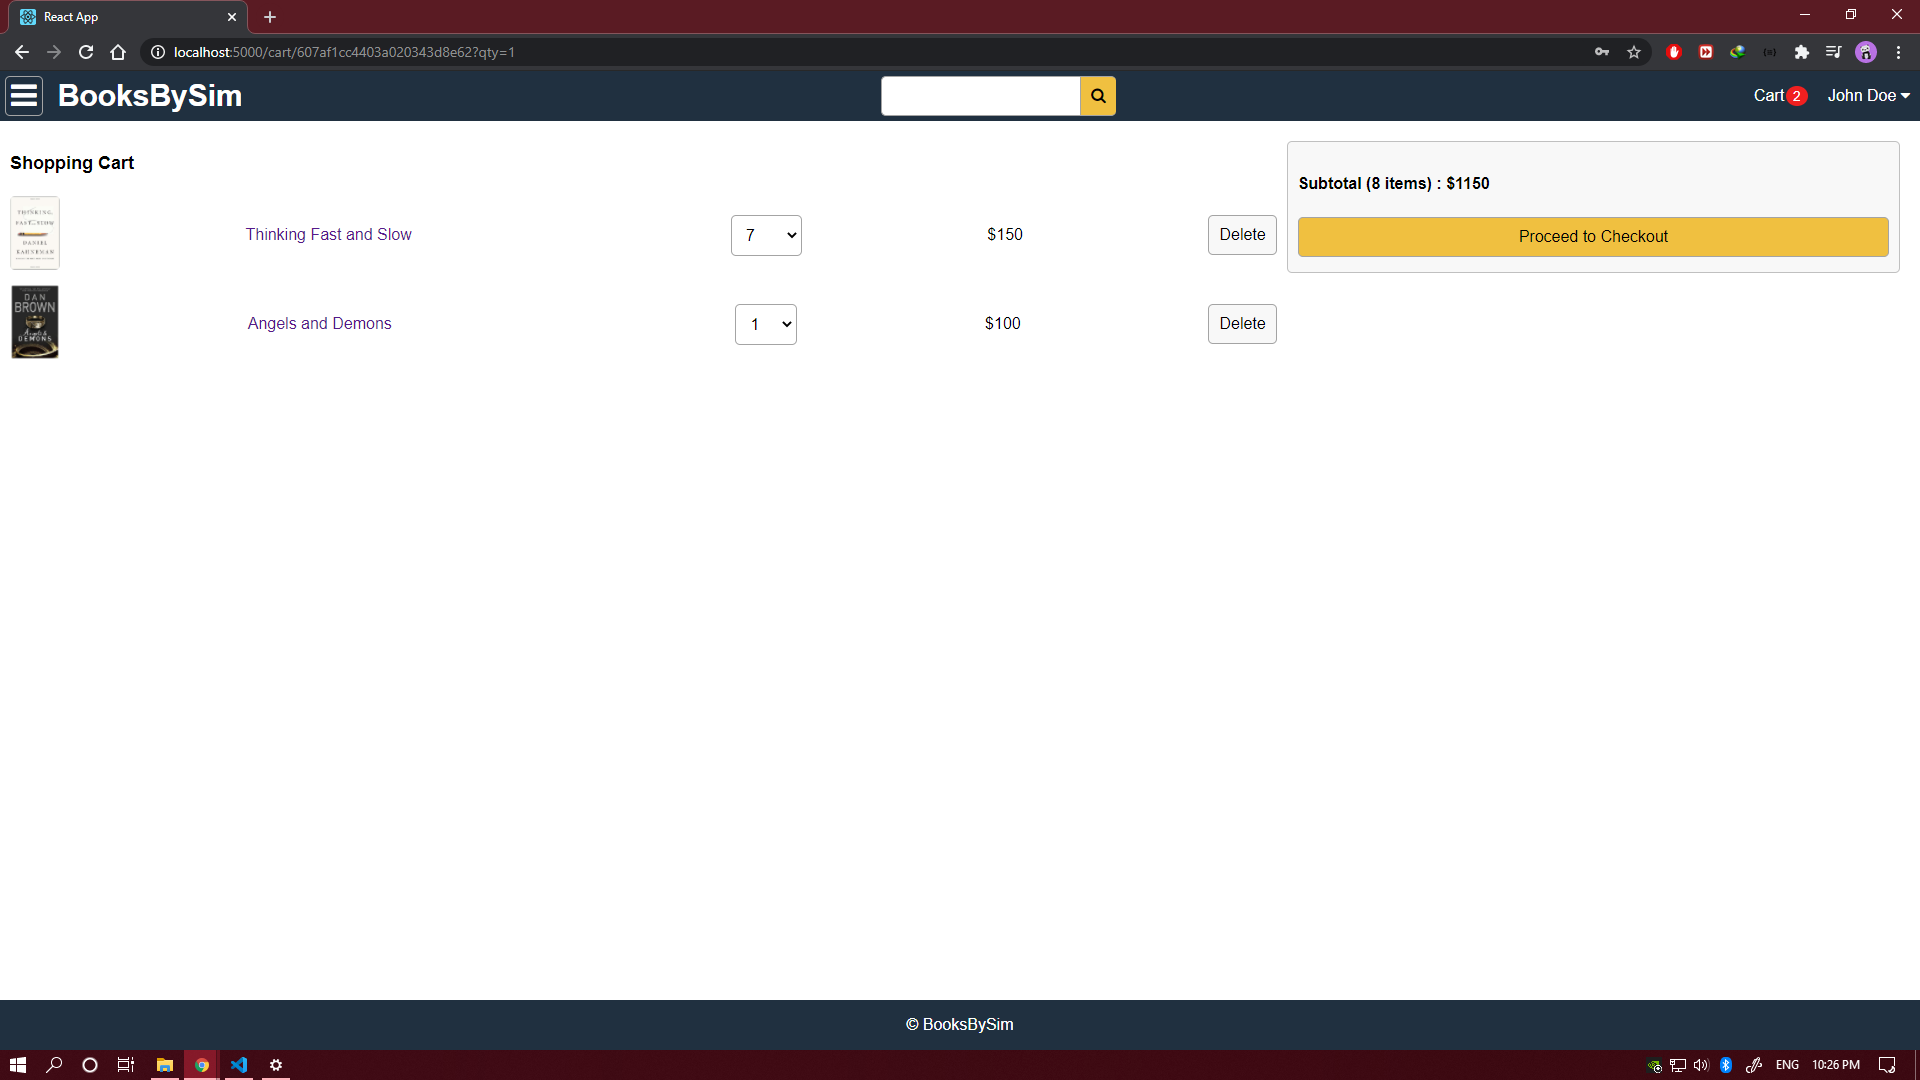 React App
localhost:5000/cart/607af1cc4403a020343d8e62?qty=1
BooksBySim
Cart 2 John Doe
Shopping Cart
THINKING,
FAST AND SLOW
DANIEL
KAHNEMAN
Thinking Fast and Slow 7 $150 Delete
DAN
BROWN
Angels &
DEMONS
Angels and Demons 1 $100 Delete
Subtotal (8 items) : $1150
Proceed to Checkout
© BooksBySim
ENG 10:26 PM